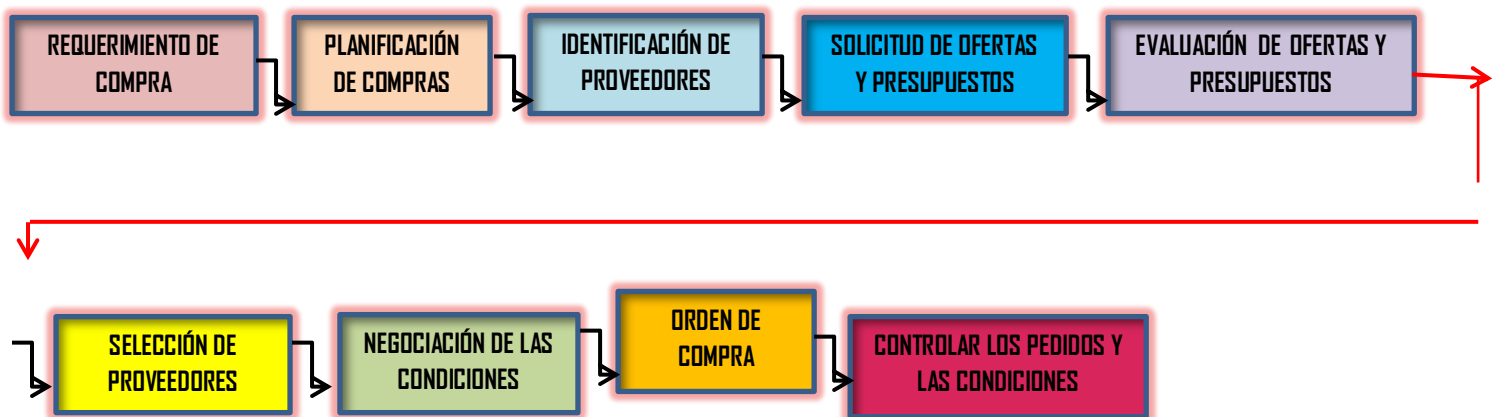 REQUERIMIENTO DE
COMPRA
PLANIFICACIÓN
DE COMPRAS
IDENTIFICACIÓN DE
PROVEEDORES
SOLICITUD DE OFERTAS
Y PRESUPUESTOS
EVALUACIÓN DE OFERTAS Y
PRESUPUESTOS
SELECCIÓN DE
PROVEEDORES
NEGOCIACIÓN DE LAS
CONDICIONES
ORDEN DE
COMPRA
CONTROLAR LOS PEDIDOS Y
LAS CONDICIONES